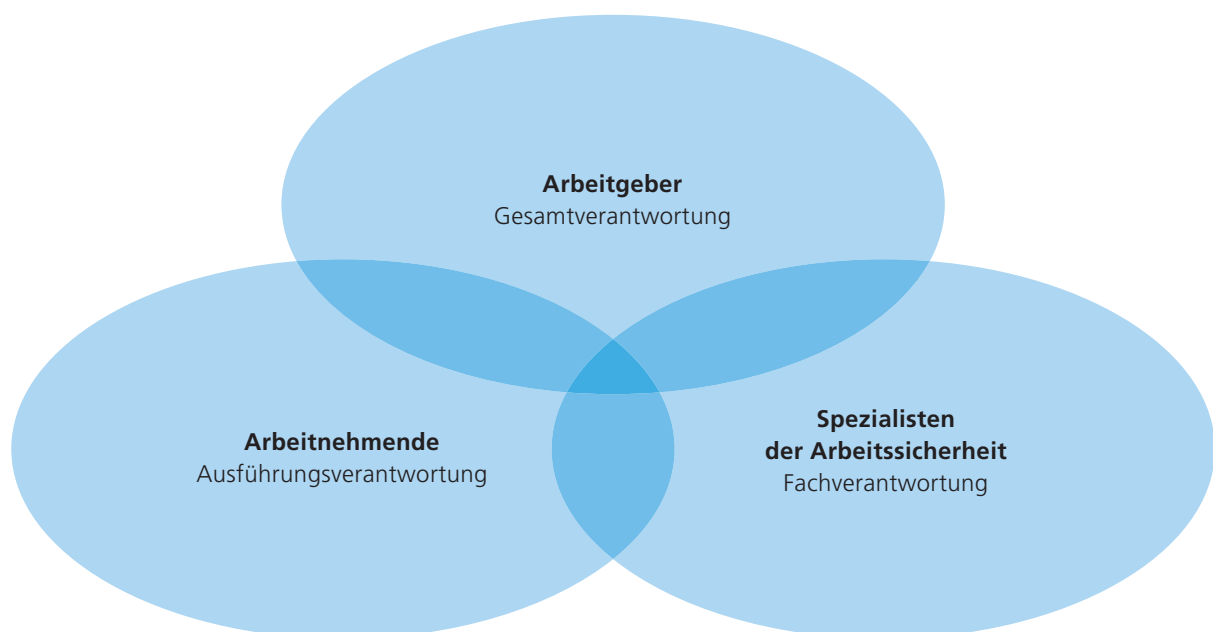 Arbeitgeber
Gesamtverantwortung
Arbeitnehmende
Ausführungsverantwortung
Spezialisten
der Arbeitssicherheit
Fachverantwortung